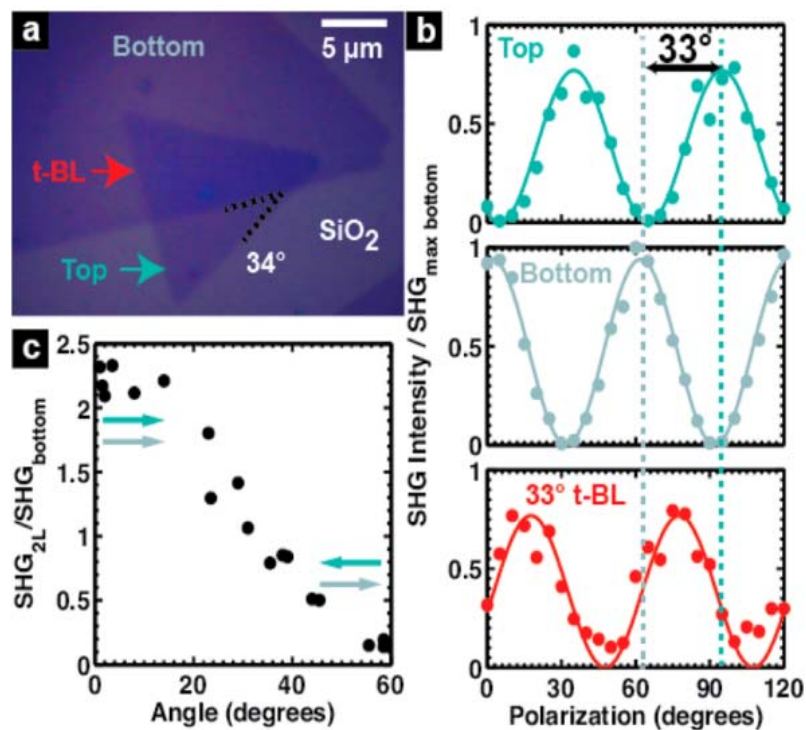 a
Bottom
5 µm
t-BL
34°
SiO2
Top
b
Top
33°
1
0.5
0
Bottom
1
0.5
0
33° t-BL
1
0.5
0
0 30 60 90 120
Polarization (degrees)
SHG Intensity / SHGmax bottom
c
2.5
2
1.5
1
0.5
0
0 20 40 60
Angle (degrees)
SHG2L/SHGbottom